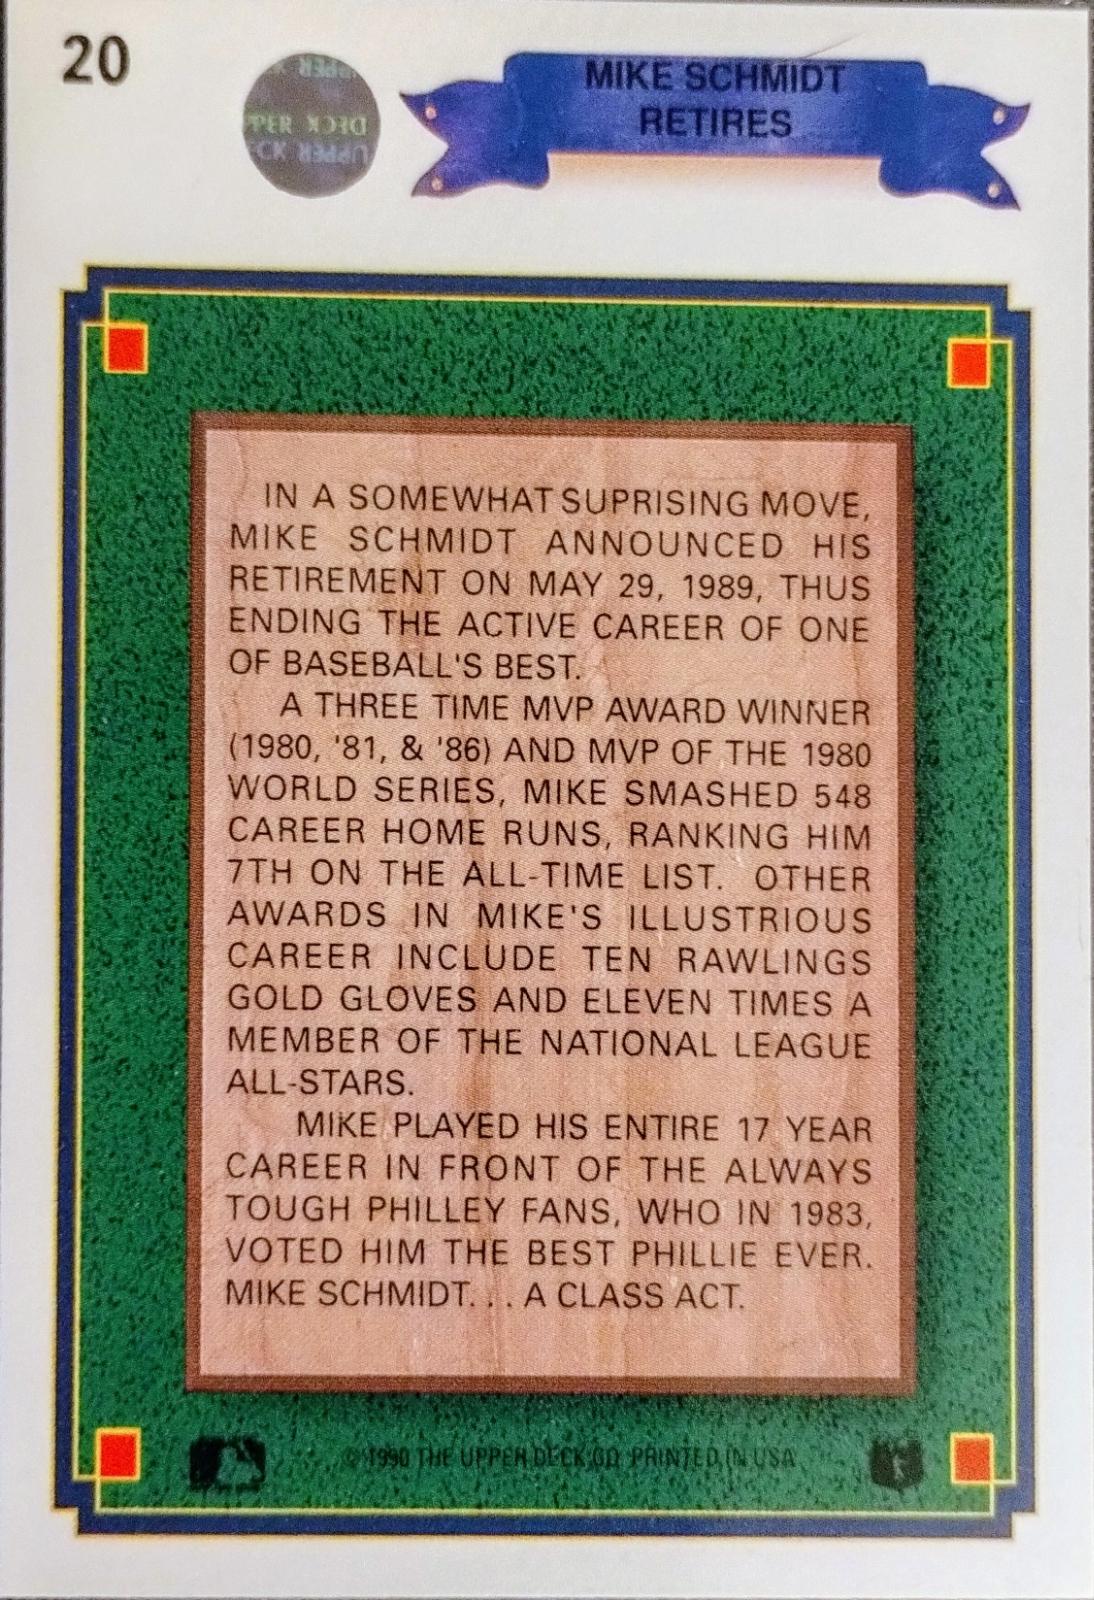 20
MIKE SCHMIDT
RETIRES
UPPER
DECK
UPPER
IN A SOMEWHAT SUPRISING MOVE,
MIKE SCHMIDT ANNOUNCED HIS
RETIREMENT ON MAY 29, 1989, THUS
ENDING THE ACTIVE CAREER OF ONE
OF BASEBALL'S BEST.
A THREE TIME MVP AWARD WINNER
(1980, '81, & '86) AND MVP OF THE 1980
WORLD SERIES, MIKE SMASHED 548
CAREER HOME RUNS, RANKING HIM
7TH ON THE ALL-TIME LIST. OTHER
AWARDS IN MIKE'S ILLUSTRIOUS
CAREER INCLUDE TEN RAWLINGS
GOLD GLOVES AND ELEVEN TIMES A
MEMBER OF THE NATIONAL LEAGUE
ALL-STARS.
MIKE PLAYED HIS ENTIRE 17 YEAR
CAREER IN FRONT OF THE ALWAYS
TOUGH PHILLEY FANS, WHO IN 1983,
VOTED HIM THE BEST PHILLIE EVER.
MIKE SCHMIDT. . . A CLASS ACT.
© 1990 THE UPPER DECK CO. PRINTED IN USA